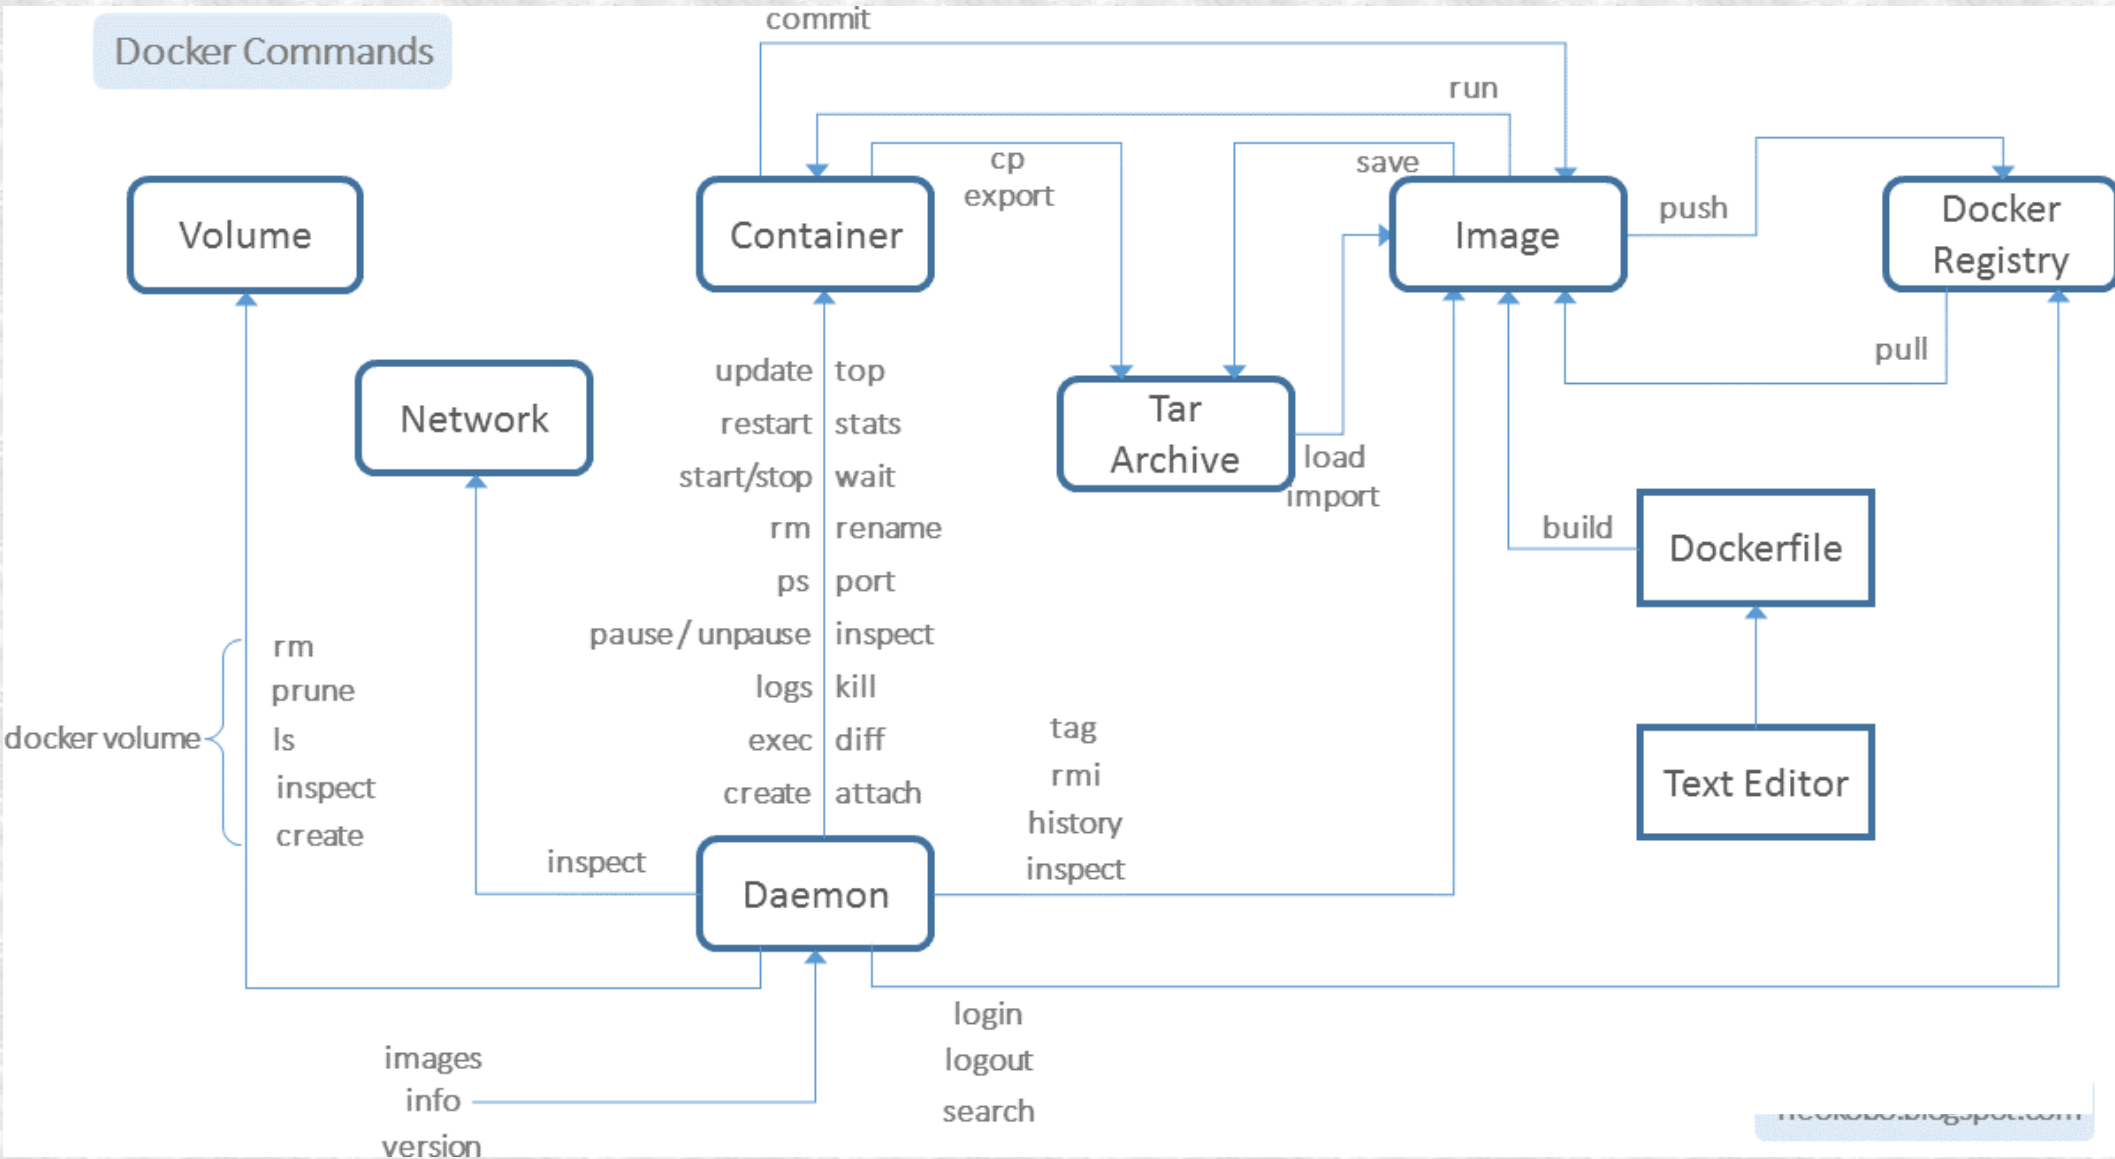 Docker Commands
commit
run
cp
export
save
push
Volume
Container
Image
Docker
Registry
pull
Network
update top
restart stats
start/stop wait
rm rename
ps port
pause / unpause inspect
logs kill
exec diff
create attach
Tar
Archive
load
import
build
Dockerfile
Text Editor
docker volume
rm
prune
ls
inspect
create
tag
rmi
history
inspect
inspect
Daemon
login
logout
search
images
info
version